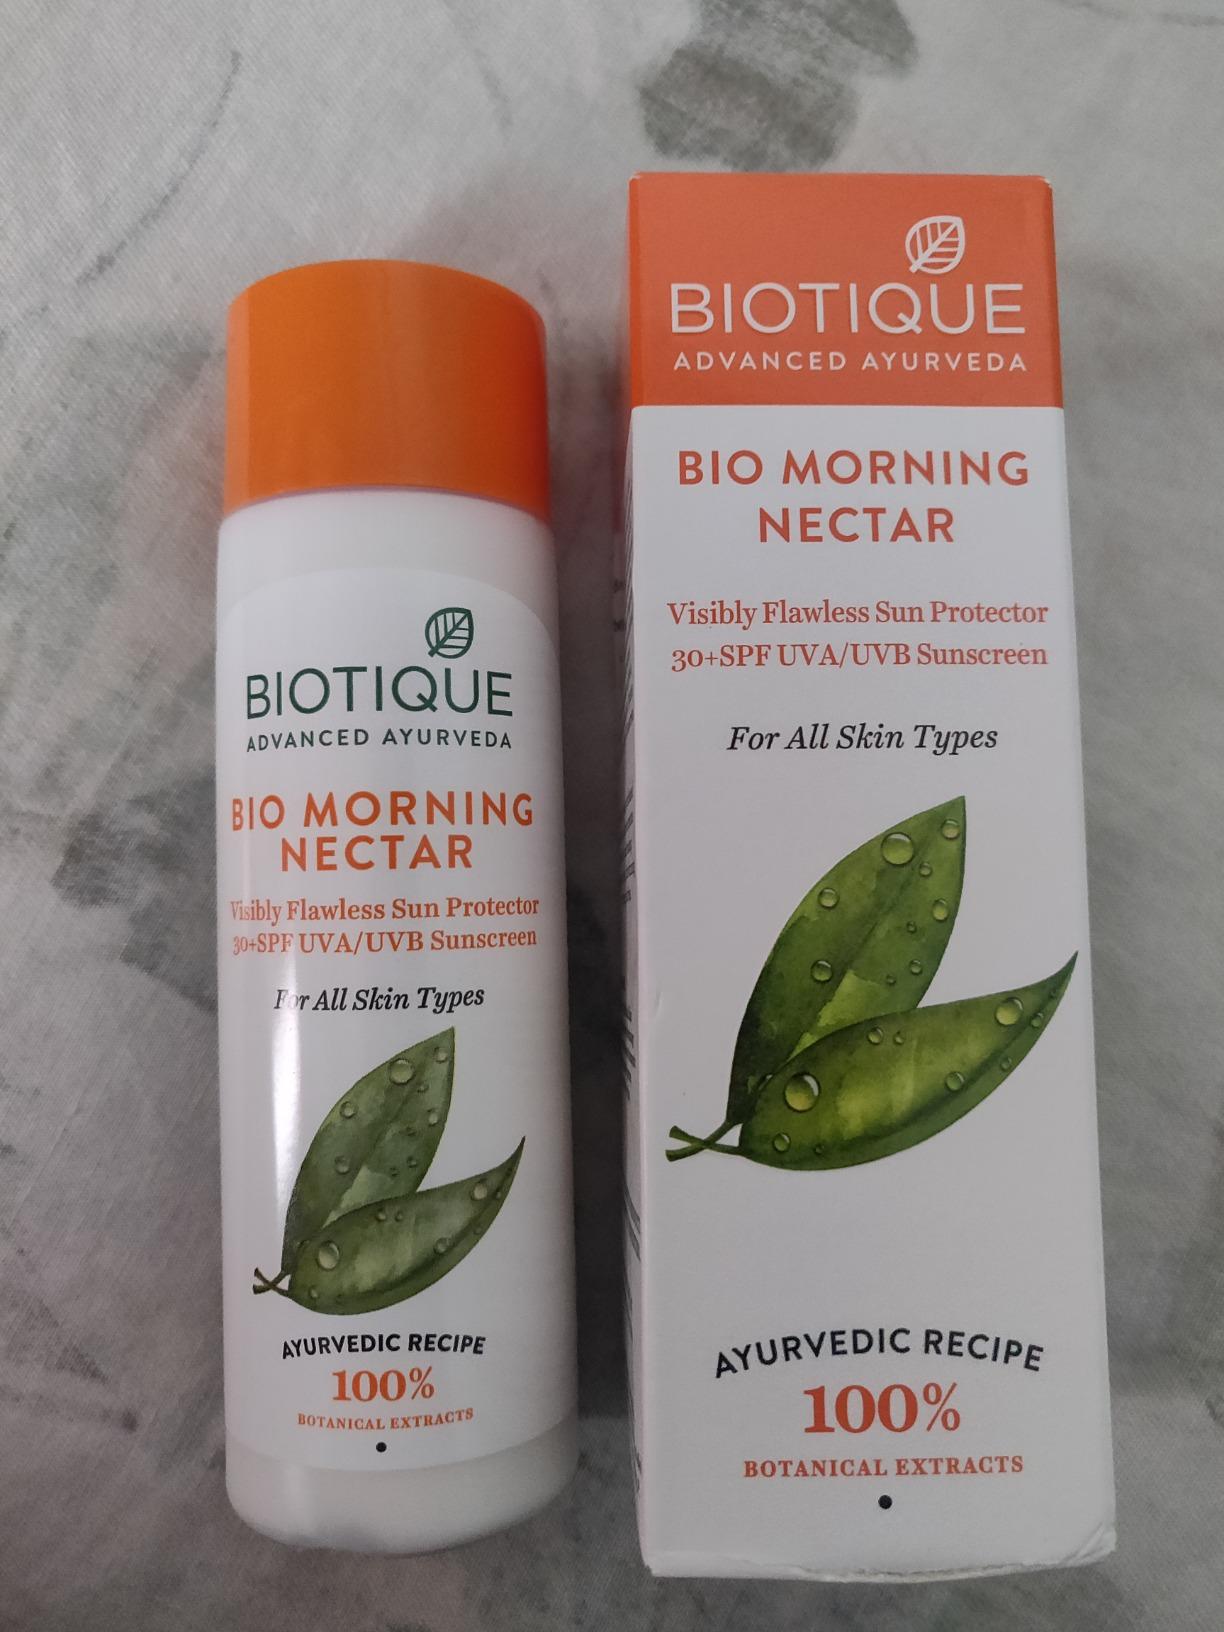 BIOTIQUE
ADVANCED AYURVEDA
BIO MORNING
NECTAR
Visibly Flawless Sun Protector
30+SPF UVA/UVB Sunscreen
For All Skin Types
AYURVEDIC RECIPE
100%
BOTANICAL EXTRACTS
BIOTIQUE
ADVANCED AYURVEDA
BIO MORNING
NECTAR
Visibly Flawless Sun Protector
30+SPF UVA/UVB Sunscreen
For All Skin Types
AYURVEDIC RECIPE
100%
BOTANICAL EXTRACTS